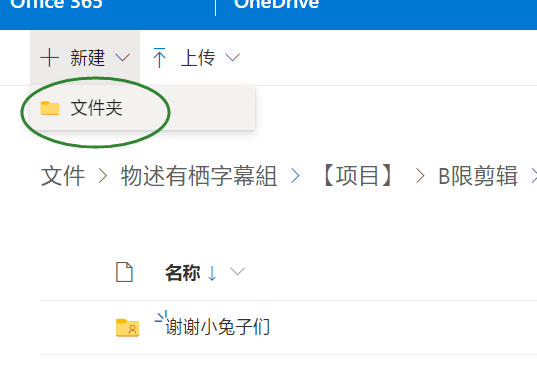 Office 365 OneDrive
新建 上传
文件夹
文件 物述有栖字幕組 【项目】 B限剪辑
名称
谢谢小兔子们